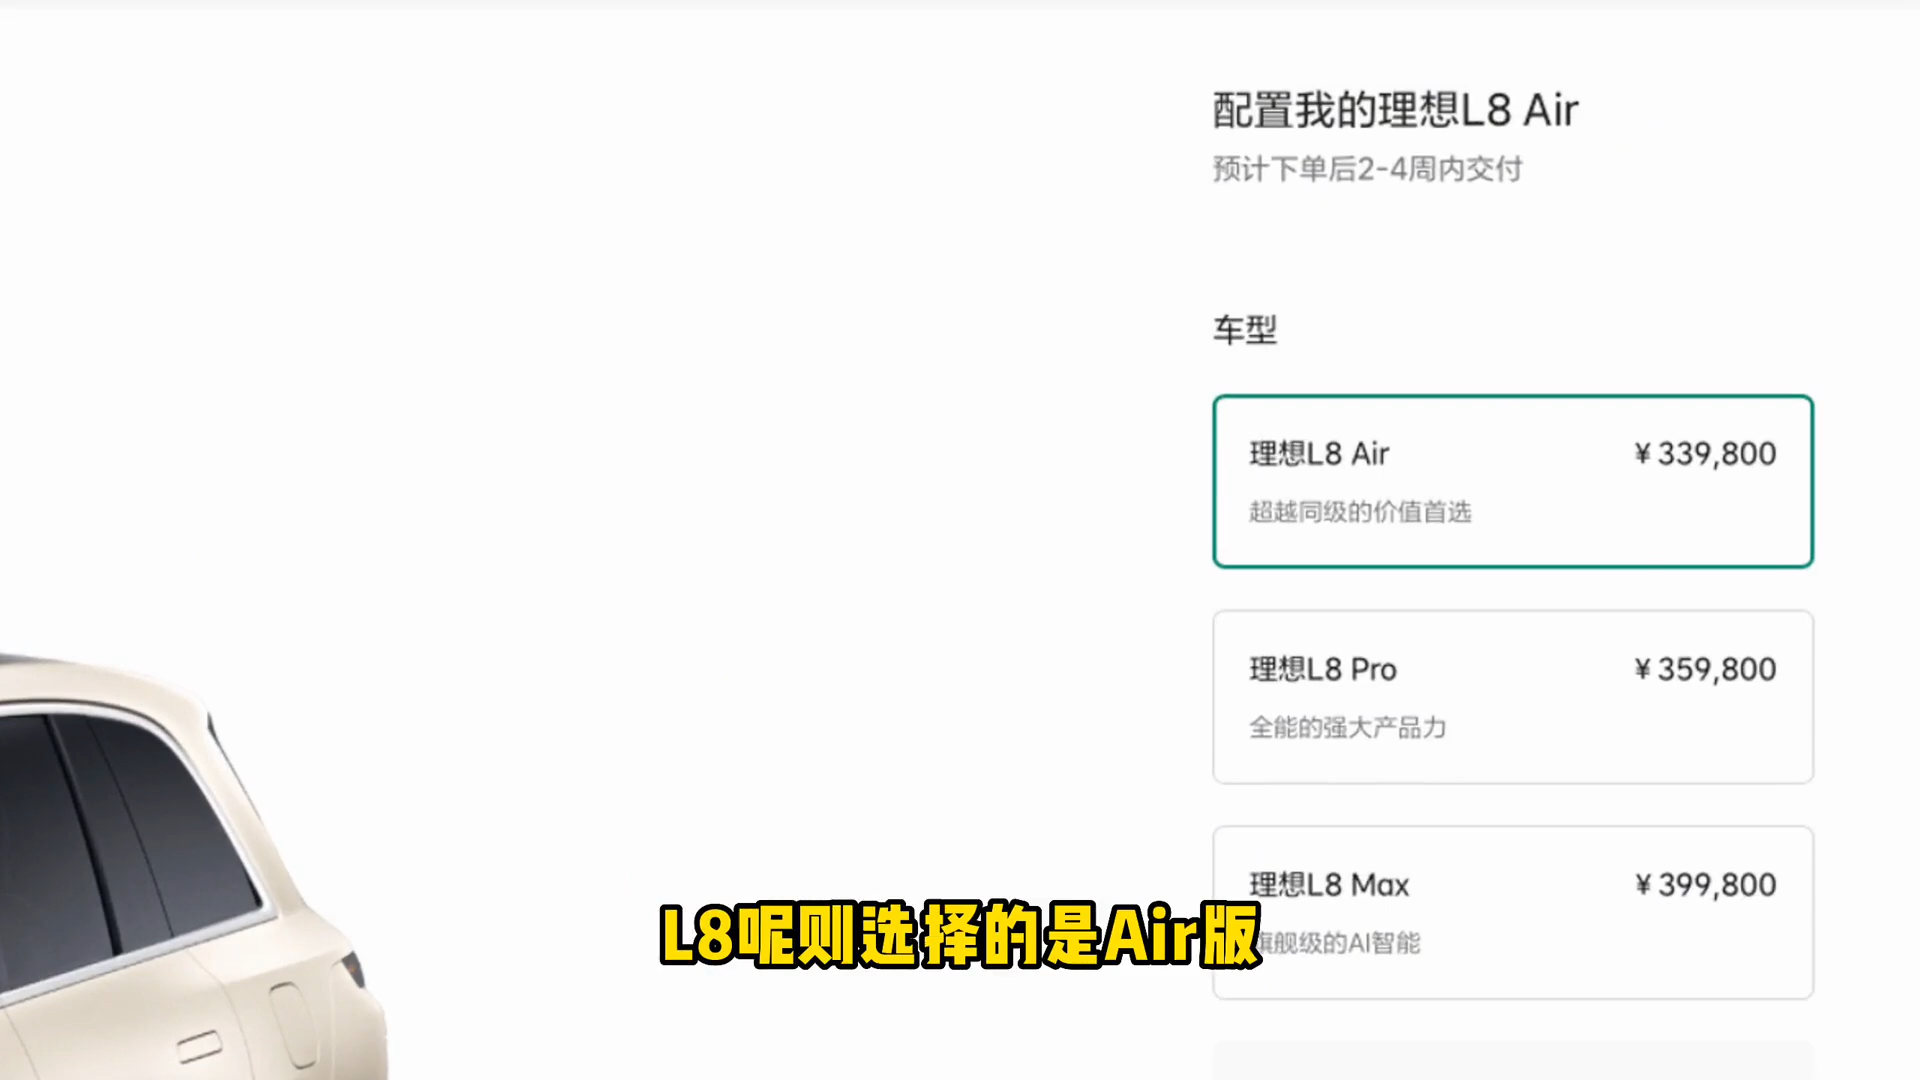 配置我的理想L8 Air
预计下单后2-4周内交付
车型
理想L8 Air
¥339,800
超越同级的价值首选
理想L8 Pro
¥359,800
全能的强大产品力
理想L8 Max
¥399,800
旗舰级的AI智能
L8呢则选择的是Air版